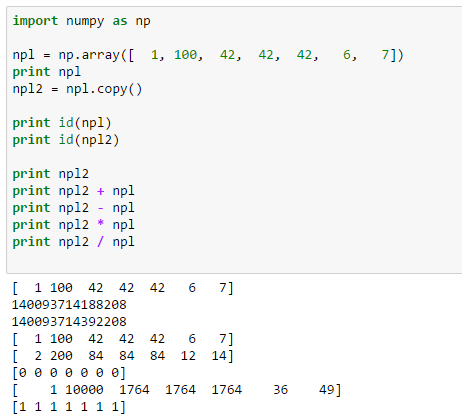 import numpy as np
npl = np.array([  1, 100,  42,  42,  42,   6,   7])
print npl
npl2 = npl.copy()
print id(npl)
print id(npl2)
print npl2
print npl2 + npl
print npl2 - npl
print npl2 * npl
print npl2 / npl
[  1 100  42  42  42   6   7]
140093714188208
140093714392208
[  1 100  42  42  42   6   7]
[  2 200  84  84  84  12  14]
[0 0 0 0 0 0 0]
[    1 10000  1764  1764  1764    36    49]
[1 1 1 1 1 1 1]